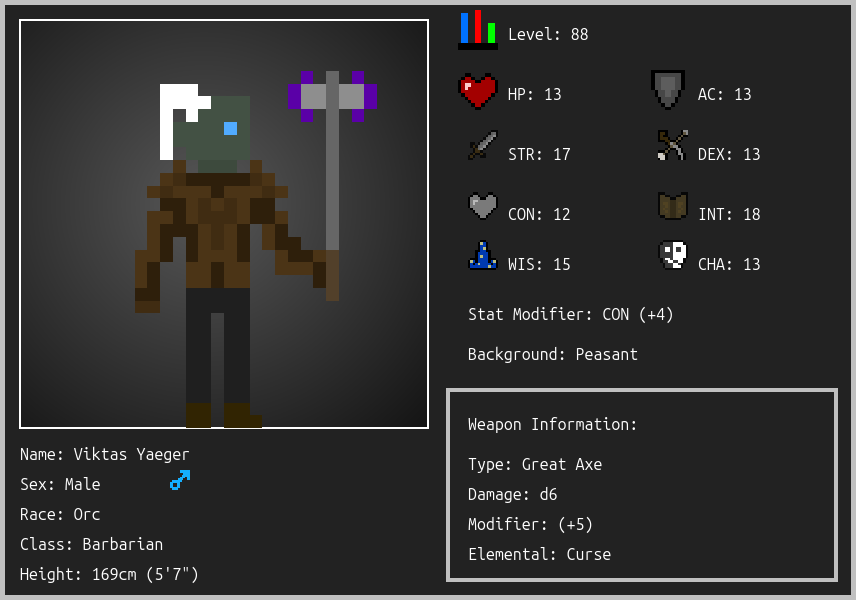 Level: 88
HP: 13 AC: 13
STR: 17 DEX: 13
CON: 12 INT: 18
WIS: 15 CHA: 13
Stat Modifier: CON (+4)
Background: Peasant
Weapon Information:
Type: Great Axe
Damage: d6
Modifier: (+5)
Elemental: Curse
Name: Viktas Yaeger
Sex: Male
Race: Orc
Class: Barbarian
Height: 169cm (5'7")